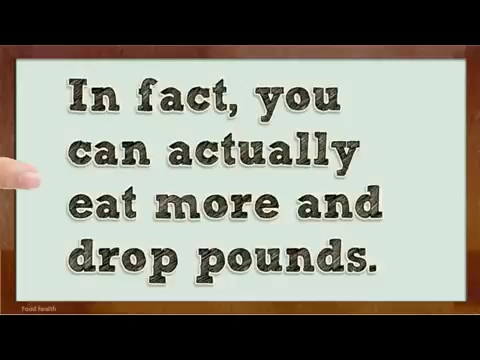 In fact, you
can actually
eat more and
drop pounds.
Food health